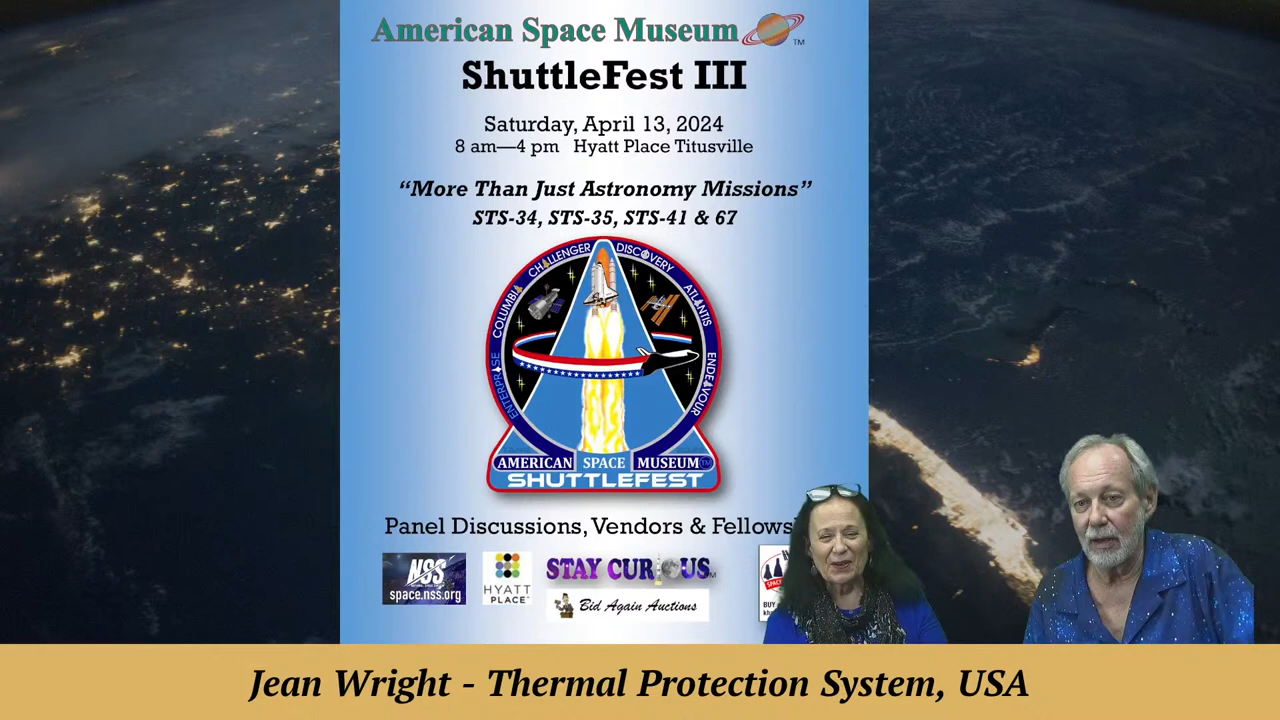 American Space Museum
TM
ShuttleFest III
Saturday, April 13, 2024
8 am—4 pm Hyatt Place Titusville
“More Than Just Astronomy Missions”
STS-34, STS-35, STS-41 & 67
ENTERPRISE COLUMBIA CHALLENGER DISCOVERY ATLANTIS ENDEAVOUR
AMERICAN SPACE MUSEUM TM
SHUTTLEFEST
Panel Discussions, Vendors &
NSS
space.nss.org
HYATT
PLACE
STAY CURIOUS
Bid Again Auctions
BUY
Jean Wright - Thermal Protection System, USA